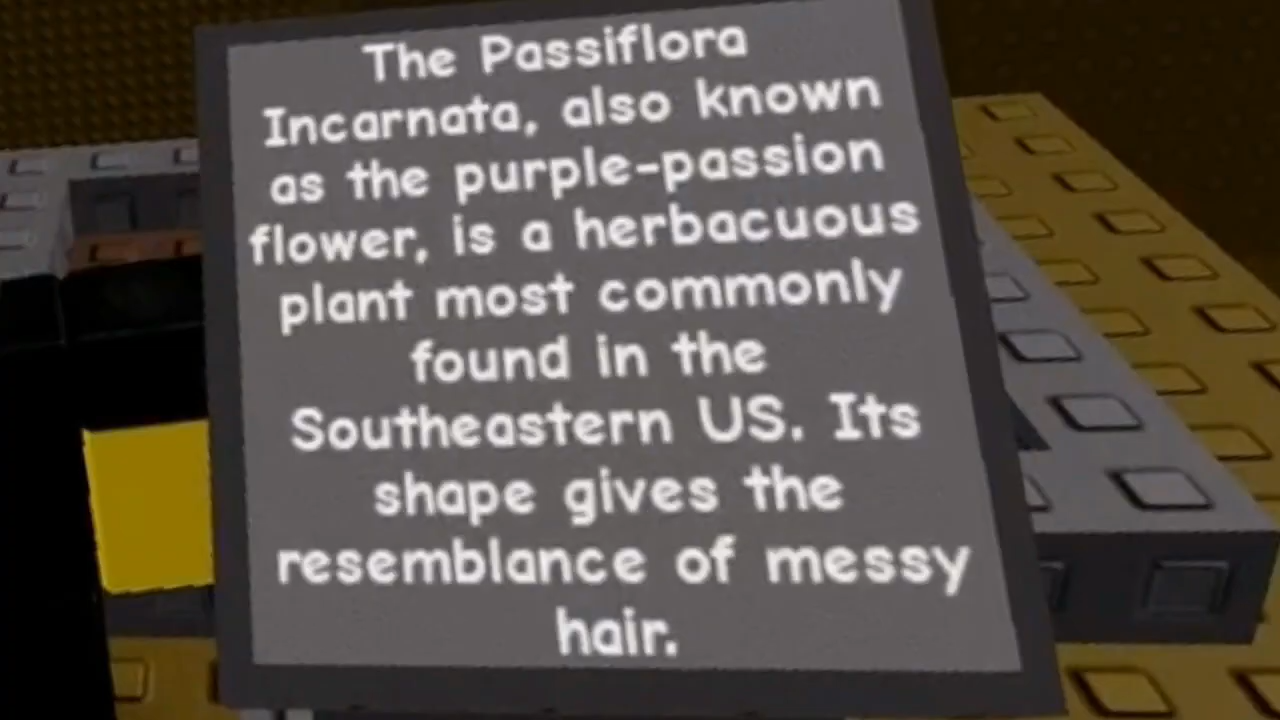 The Passiflora
Incarnata, also known
as the purple-passion
flower, is a herbacuous
plant most commonly
found in the
Southeastern US. Its
shape gives the
resemblance of messy
hair.